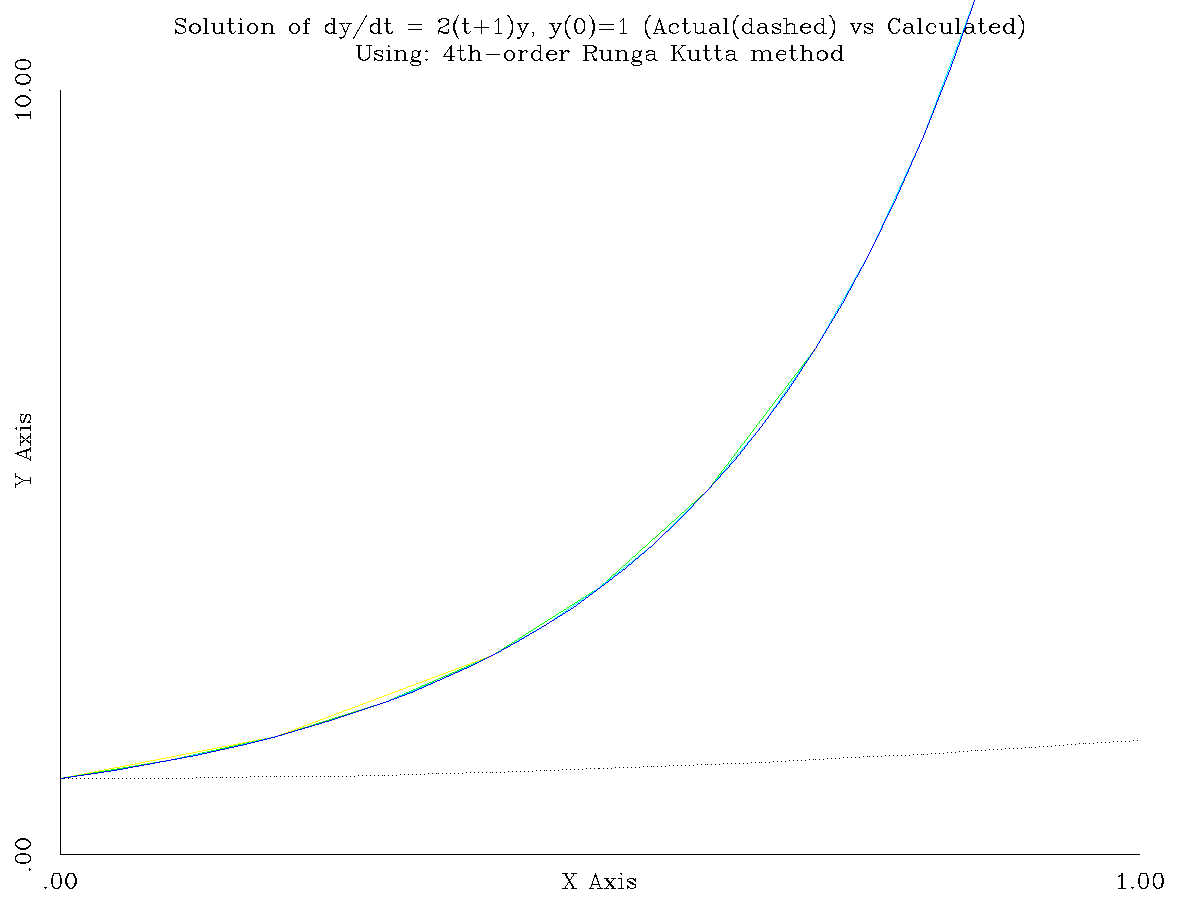 Solution of dy/dt = 2(t+1)y, y(0)=1 (Actual(dashed) vs Calculated)
Using: 4th-order Runga Kutta method
10.00
Y Axis
.00
.00
X Axis
1.00